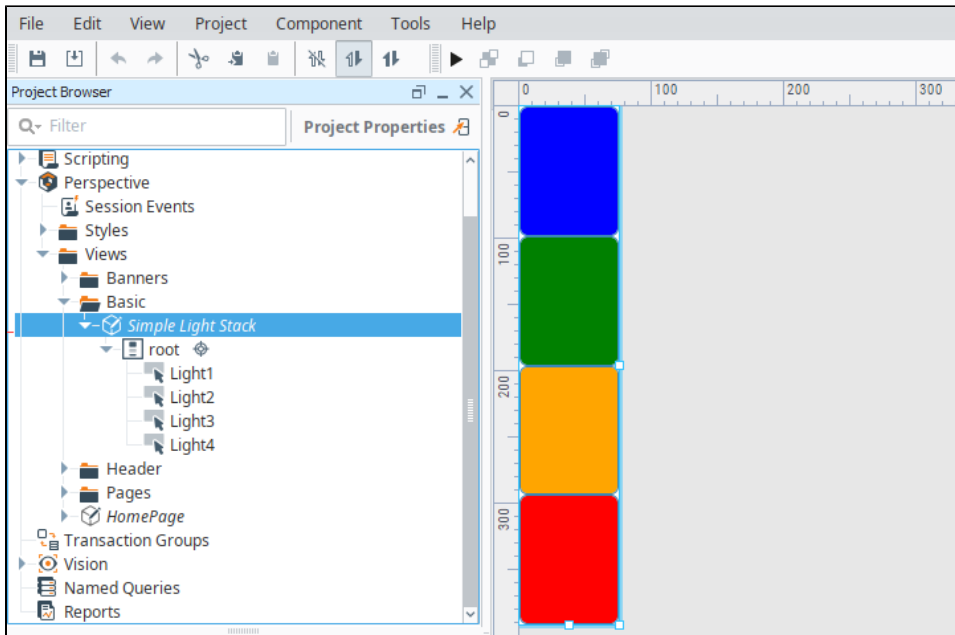 File Edit View Project Component Tools Help
Project Browser
Filter
Project Properties
Scripting
Perspective
Session Events
Styles
Views
Banners
Basic
Simple Light Stack
root
Light1
Light2
Light3
Light4
Header
Pages
HomePage
Transaction Groups
Vision
Named Queries
Reports
0 100 200 300
0
100
200
300